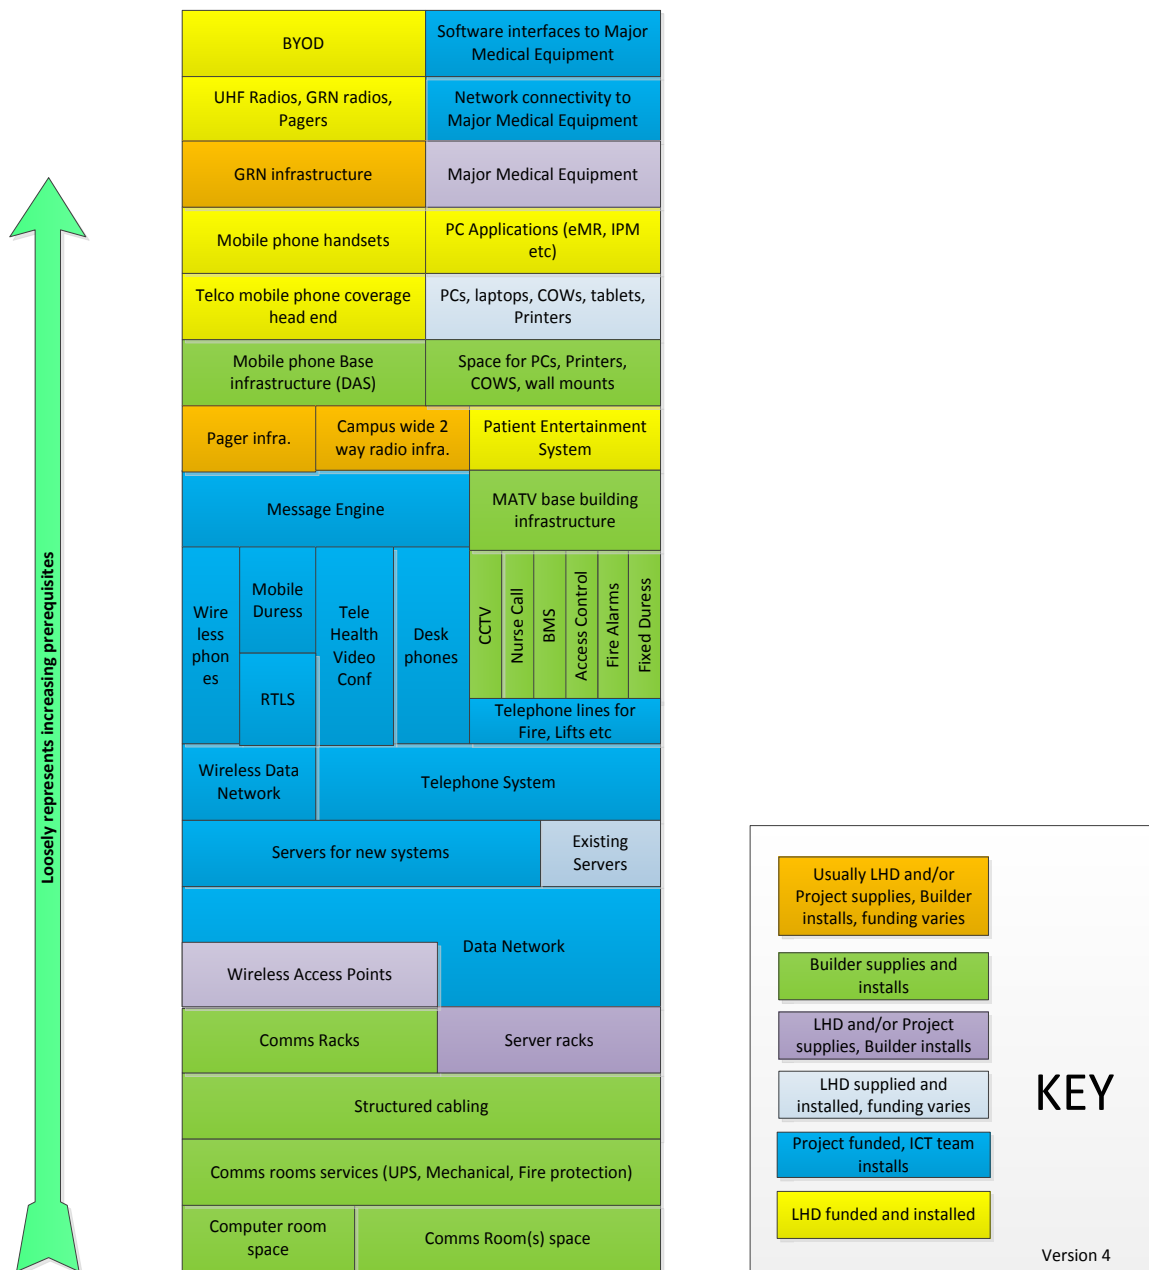 BYOD
Software interfaces to Major
Medical Equipment
UHF Radios, GRN radios,
Pagers
Network connectivity to
Major Medical Equipment
GRN infrastructure
Major Medical Equipment
Mobile phone handsets
PC Applications (eMR, IPM
etc)
Telco mobile phone coverage
head end
PCs, laptops, COWs, tablets,
Printers
Mobile phone Base
infrastructure (DAS)
Space for PCs, Printers,
COWS, wall mounts
Pager infra.
Campus wide 2
way radio infra.
Patient Entertainment
System
Message Engine
MATV base building
infrastructure
Wire
less
phon
es
Mobile
Duress
RTLS
Tele
Health
Video
Conf
Desk
phones
CCTV
Nurse Call
BMS
Access Control
Fire Alarms
Fixed Duress
Telephone lines for
Fire, Lifts etc
Wireless Data
Network
Telephone System
Servers for new systems
Existing
Servers
Data Network
Wireless Access Points
Comms Racks
Server racks
Structured cabling
Comms rooms services (UPS, Mechanical, Fire protection)
Computer room
space
Comms Room(s) space
Loosely represents increasing prerequisites
Usually LHD and/or
Project supplies, Builder
installs, funding varies
Builder supplies and
installs
LHD and/or Project
supplies, Builder installs
LHD supplied and
installed, funding varies
Project funded, ICT team
installs
LHD funded and installed
KEY
Version 4